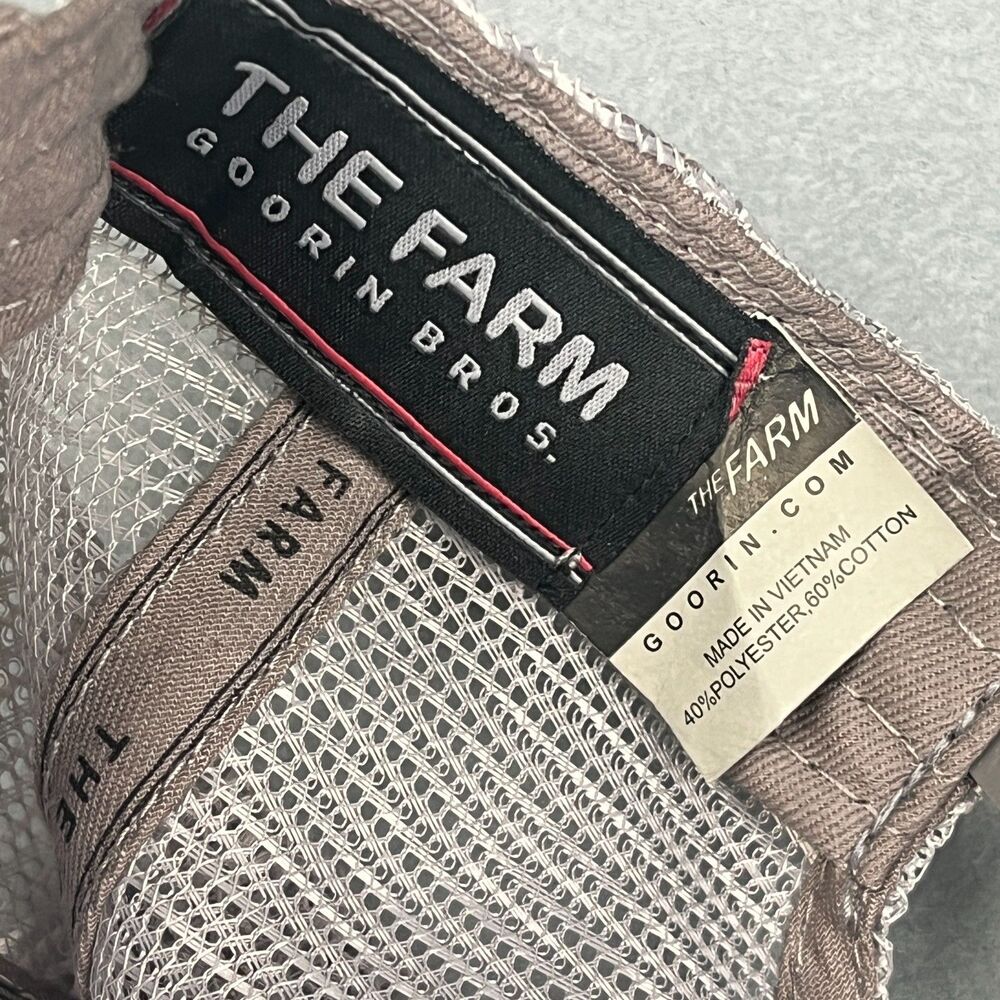 THE FARM
GOORIN BROS.
THE FARM
GOORIN.COM
MADE IN VIETNAM
40%POLYESTER,60%COTTON
FARM
THE